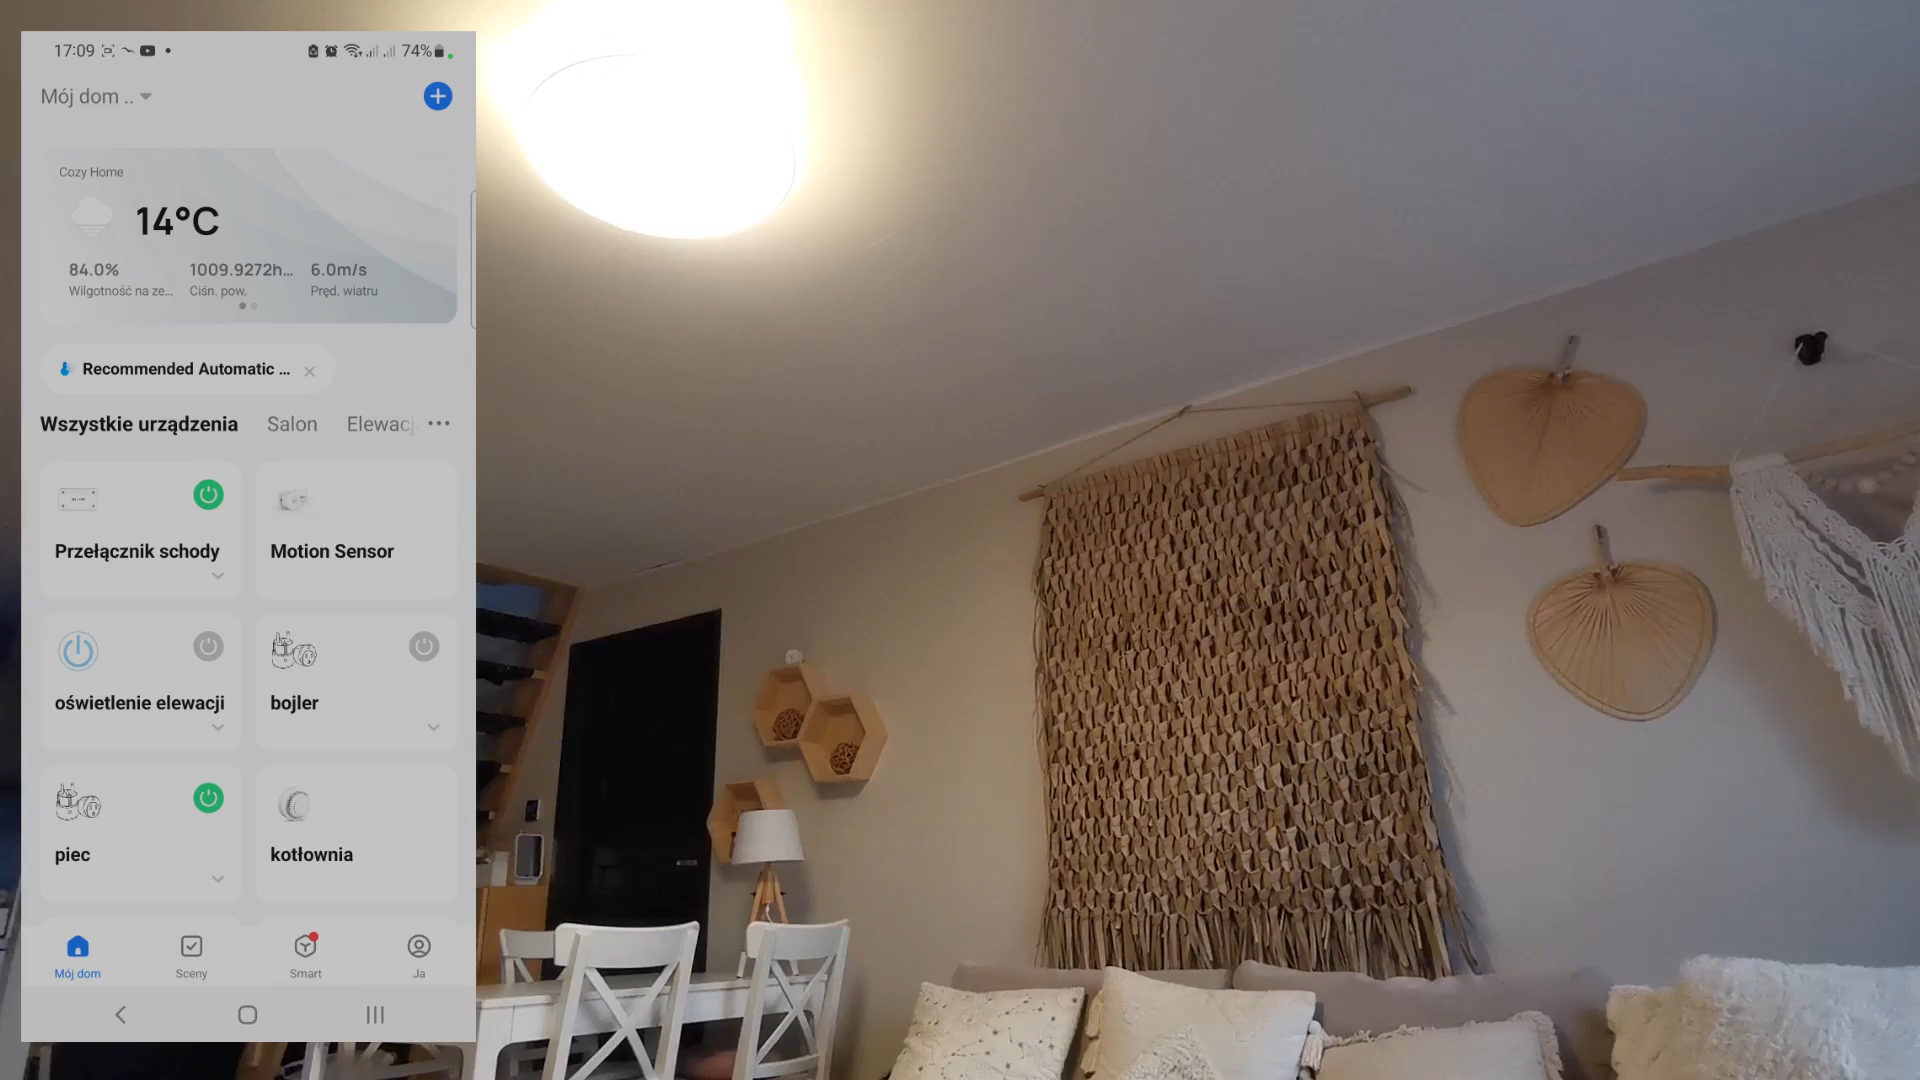 17:09 74%
Mój dom ..
Cozy Home
14°C
84.0% 1009.9272h... 6.0m/s
Wilgotność na ze... Ciśn. pow. Pręd. wiatru
Recommended Automatic ...
Wszystkie urządzenia Salon Elewacj
Przełącznik schody Motion Sensor
oświetlenie elewacji bojler
piec kotłownia
Mój dom Sceny Smart Ja